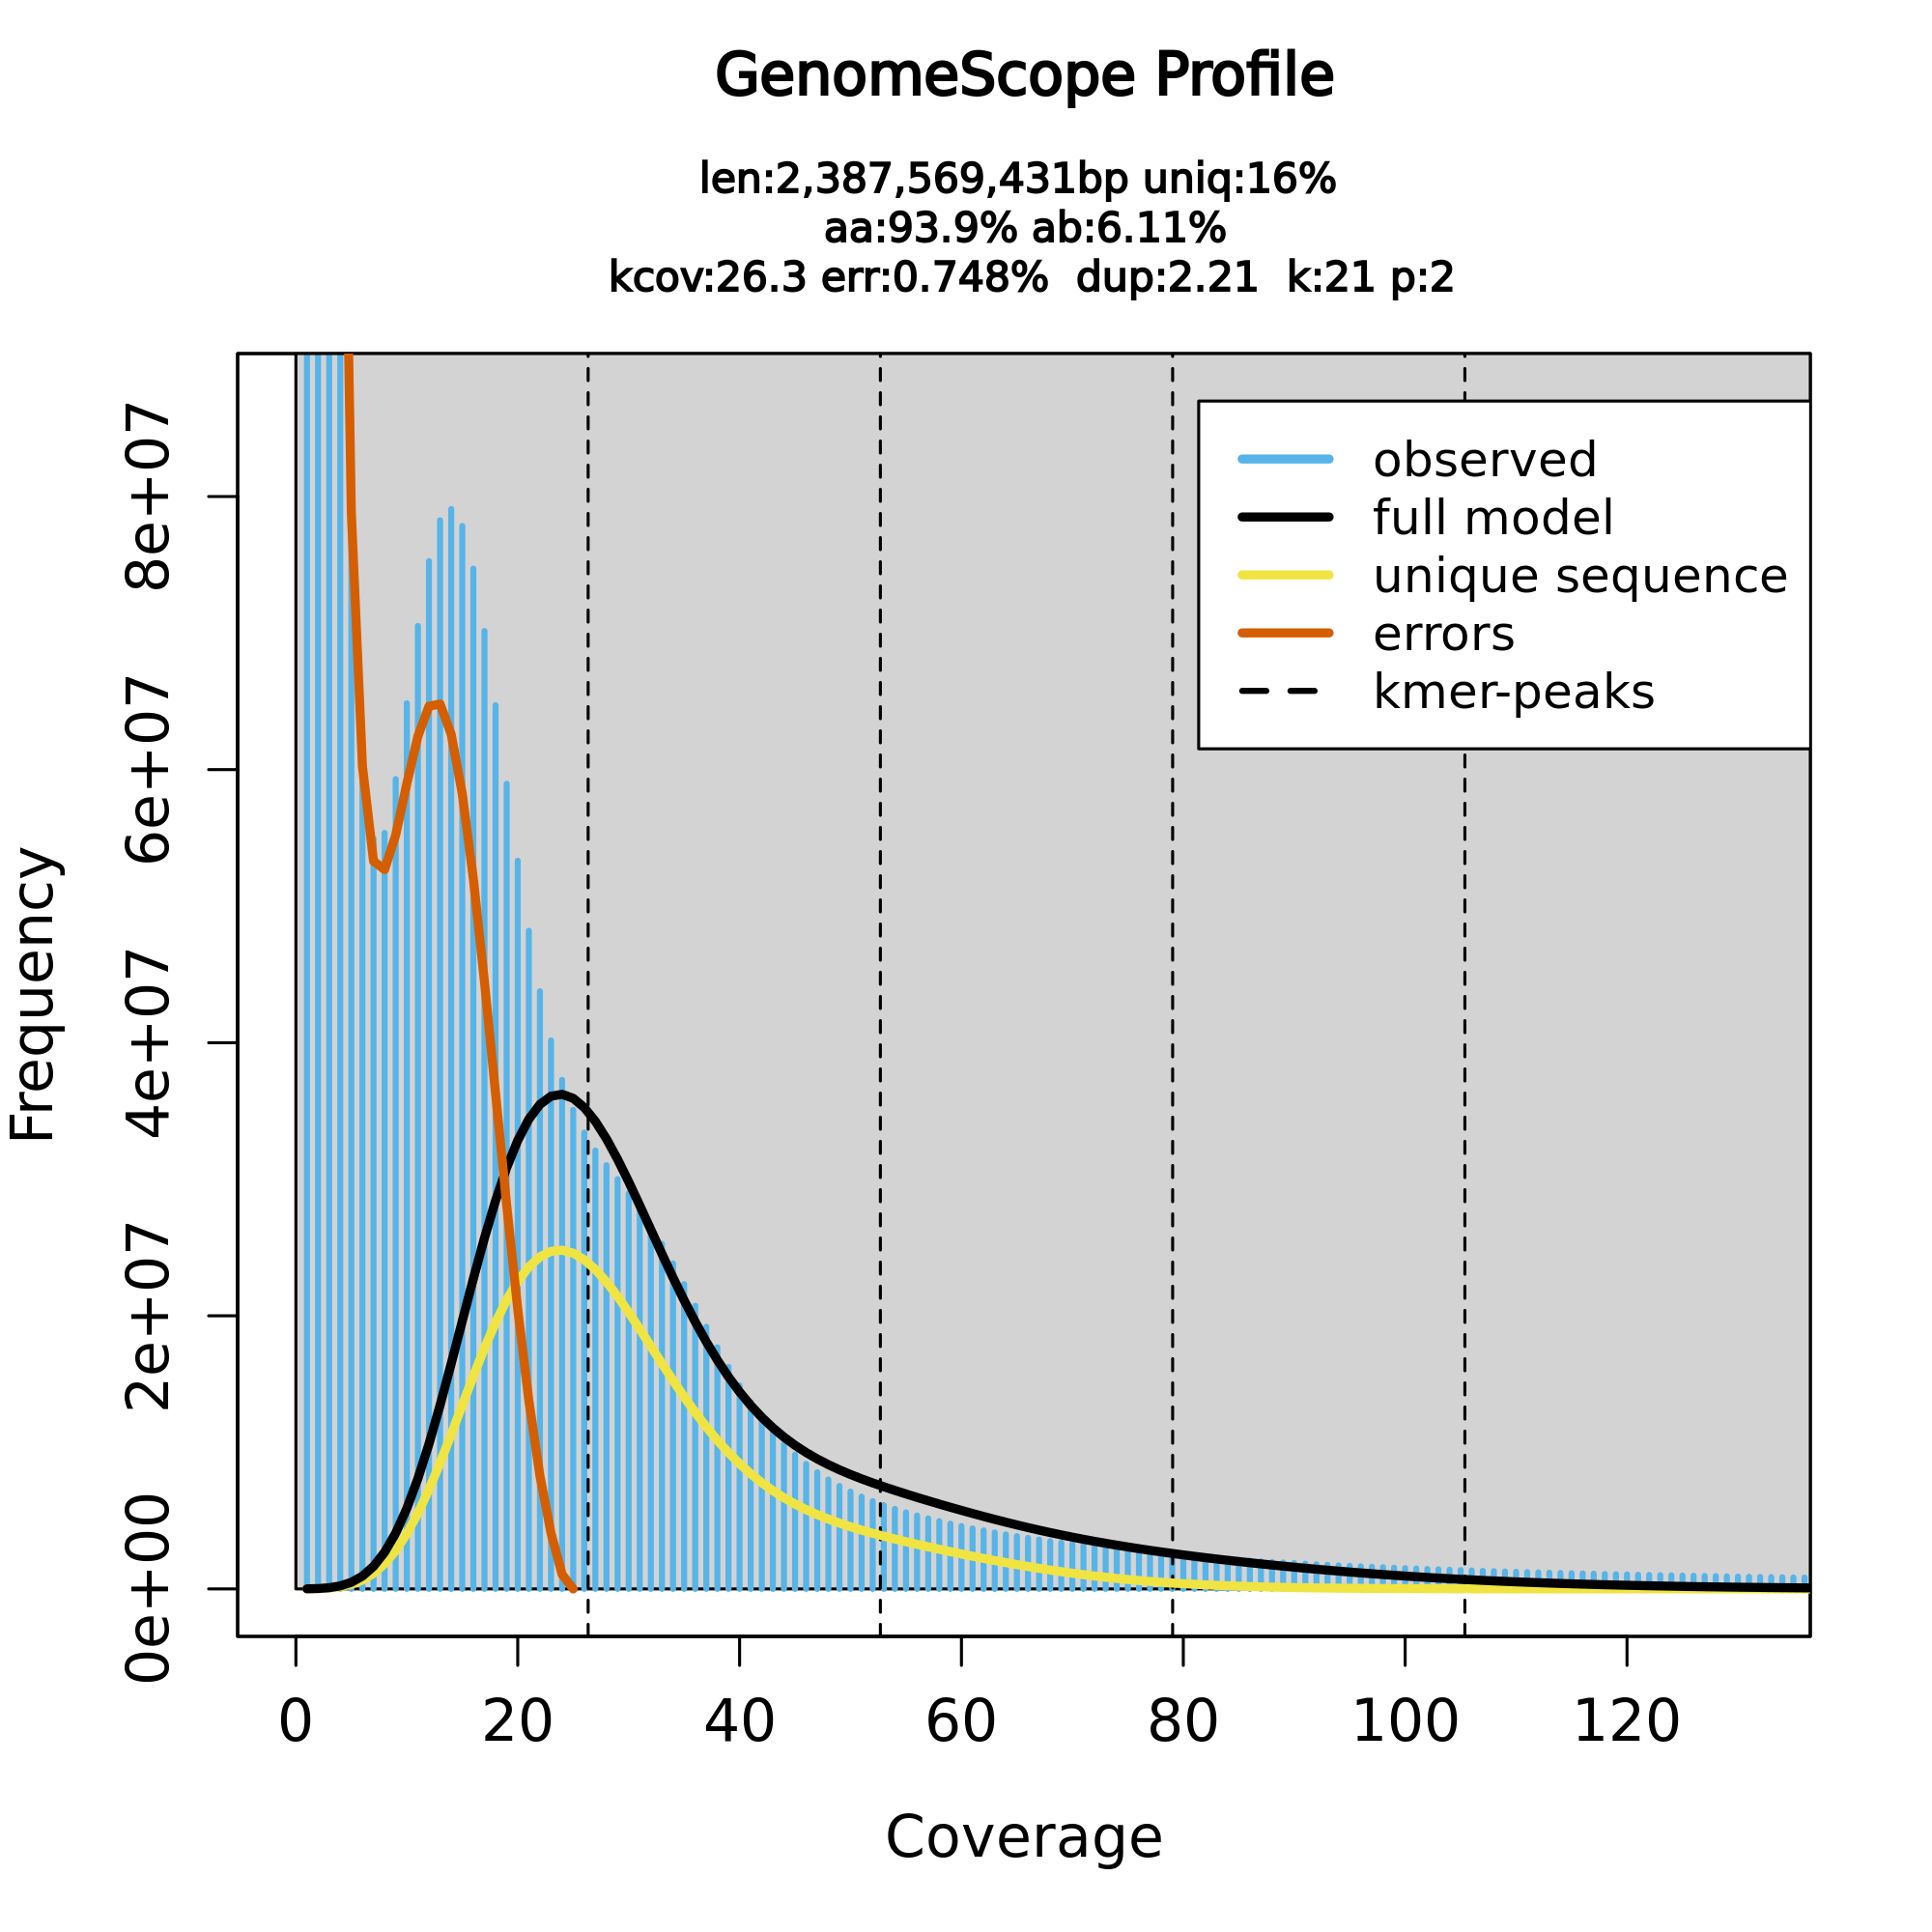 GenomeScope Profile
len:2,387,569,431bp uniq:16%
aa:93.9% ab:6.11%
kcov:26.3 err:0.748%  dup:2.21  k:21 p:2
observed
full model
unique sequence
errors
kmer-peaks
Frequency
8e+07
6e+07
4e+07
2e+07
0e+00
0 20 40 60 80 100 120
Coverage